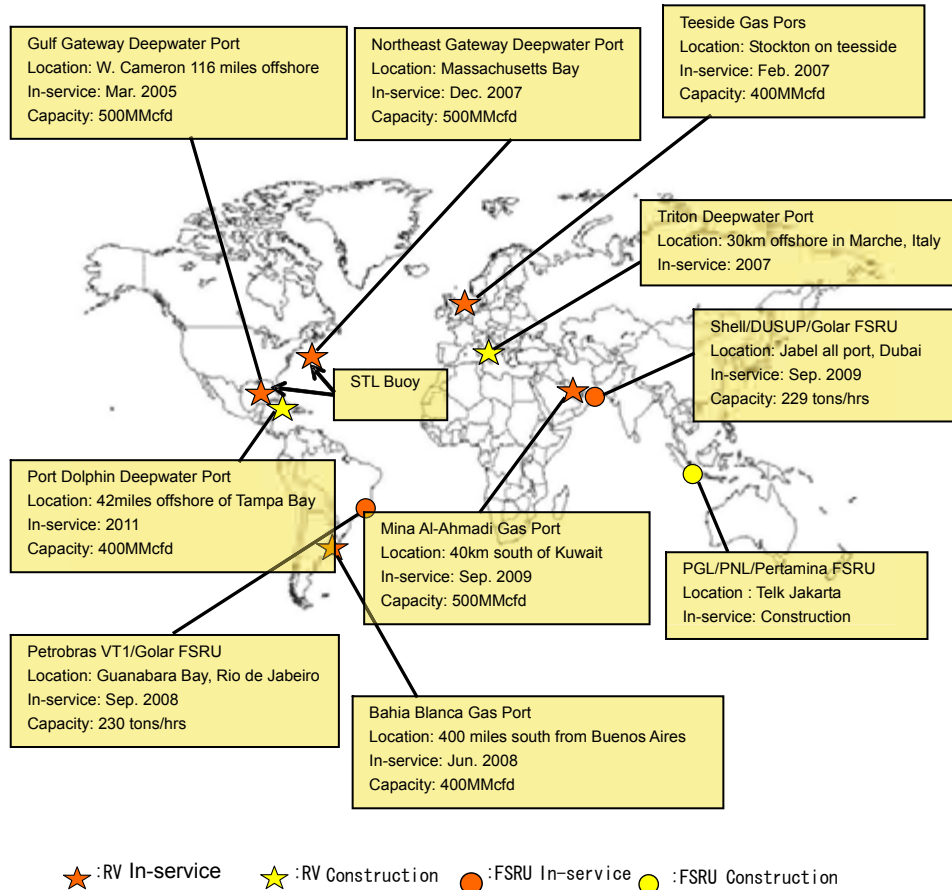 Gulf Gateway Deepwater Port
Location: W. Cameron 116 miles offshore
In-service: Mar. 2005
Capacity: 500MMcfd
Northeast Gateway Deepwater Port
Location: Massachusetts Bay
In-service: Dec. 2007
Capacity: 500MMcfd
Teeside Gas Pors
Location: Stockton on teesside
In-service: Feb. 2007
Capacity: 400MMcfd
Triton Deepwater Port
Location: 30km offshore in Marche, Italy
In-service: 2007
Shell/DUSUP/Golar FSRU
Location: Jabel all port, Dubai
In-service: Sep. 2009
Capacity: 229 tons/hrs
STL Buoy
Port Dolphin Deepwater Port
Location: 42miles offshore of Tampa Bay
In-service: 2011
Capacity: 400MMcfd
Mina Al-Ahmadi Gas Port
Location: 40km south of Kuwait
In-service: Sep. 2009
Capacity: 500MMcfd
PGL/PNL/Pertamina FSRU
Location : Telk Jakarta
In-service: Construction
Petrobras VT1/Golar FSRU
Location: Guanabara Bay, Rio de Jabeiro
In-service: Sep. 2008
Capacity: 230 tons/hrs
Bahia Blanca Gas Port
Location: 400 miles south from Buenos Aires
In-service: Jun. 2008
Capacity: 400MMcfd
:RV In-service :RV Construction :FSRU In-service :FSRU Construction